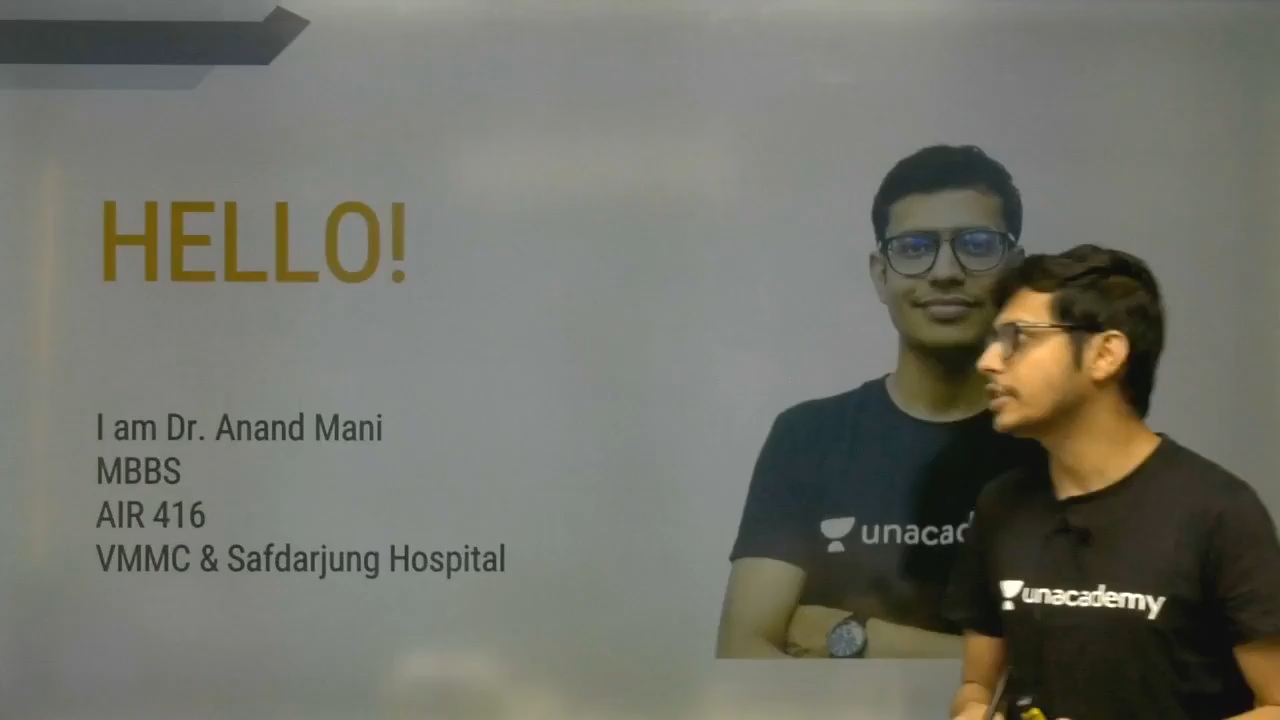 HELLO!
I am Dr. Anand Mani
MBBS
AIR 416
VMMC & Safdarjung Hospital
unacad
unacademy